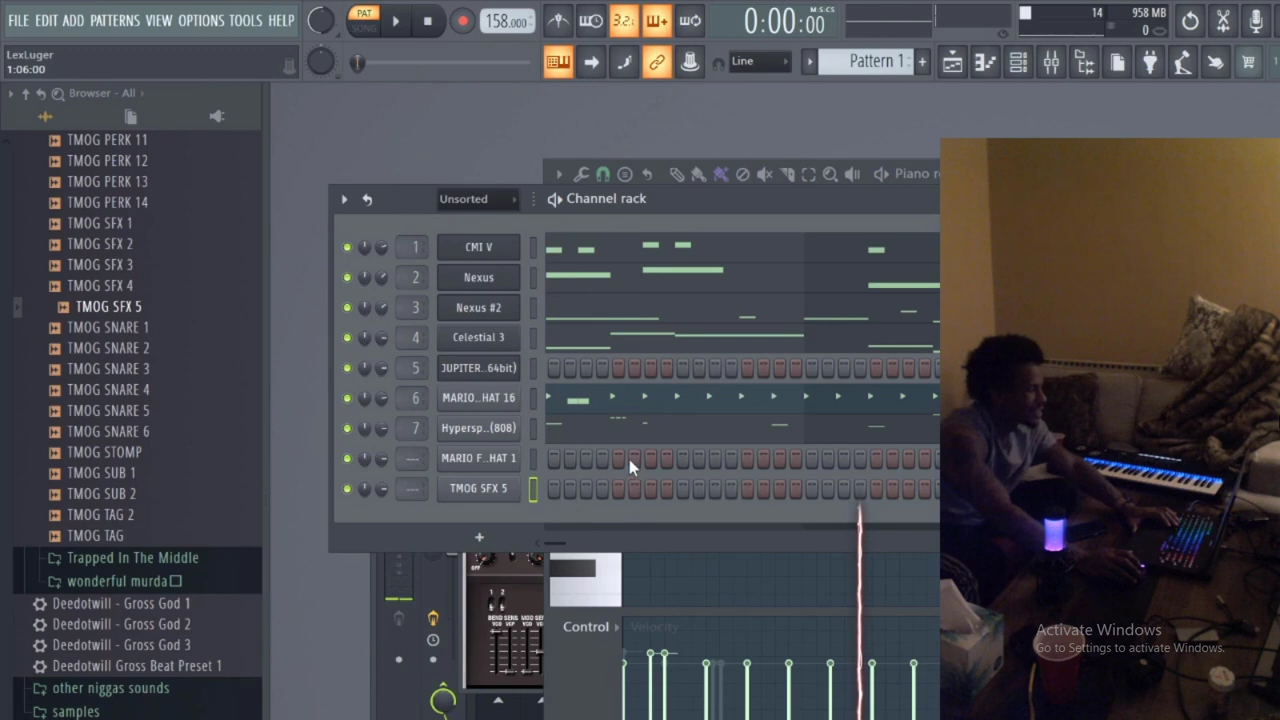 FILE EDIT ADD PATTERNS VIEW OPTIONS TOOLS HELP
PAT
SONG
158.000
3.2.
0:00:00
M:S:CS
14
958 MB
0
LexLuger
1:06:00
Line
Pattern 1
Browser - All
TMOG PERK 11
TMOG PERK 12
TMOG PERK 13
TMOG PERK 14
TMOG SFX 1
TMOG SFX 2
TMOG SFX 3
TMOG SFX 4
TMOG SFX 5
TMOG SNARE 1
TMOG SNARE 2
TMOG SNARE 3
TMOG SNARE 4
TMOG SNARE 5
TMOG SNARE 6
TMOG STOMP
TMOG SUB 1
TMOG SUB 2
TMOG TAG 2
TMOG TAG
Trapped In The Middle
wonderful murda
Deedotwill - Gross God 1
Deedotwill - Gross God 2
Deedotwill - Gross God 3
Deedotwill Gross Beat Preset 1
other niggas sounds
samples
Piano r
Unsorted
Channel rack
1 CMI V
2 Nexus
3 Nexus #2
4 Celestial 3
5 JUPITER..64bit)
6 MARIO...HAT 16
7 Hypersp..(808)
--- MARIO F..HAT 1
--- TMOG SFX 5
+
OFF
1 2
Control
Velocity
Activate Windows
Go to Settings to activate Windows.